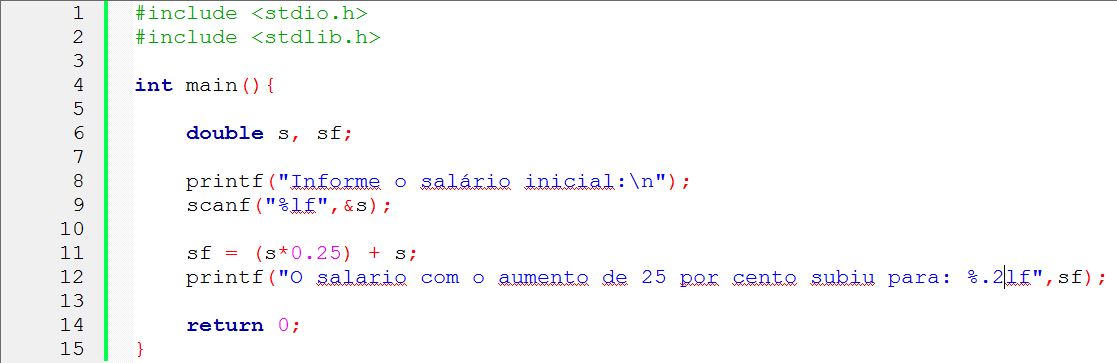 1 #include <stdio.h>
2 #include <stdlib.h>
3
4 int main(){
5
6 double s, sf;
7
8 printf("Informe o salário inicial:\n");
9 scanf("%lf",&s);
10
11 sf = (s*0.25) + s;
12 printf("O salario com o aumento de 25 por cento subiu para: %.2lf",sf);
13
14 return 0;
15 }